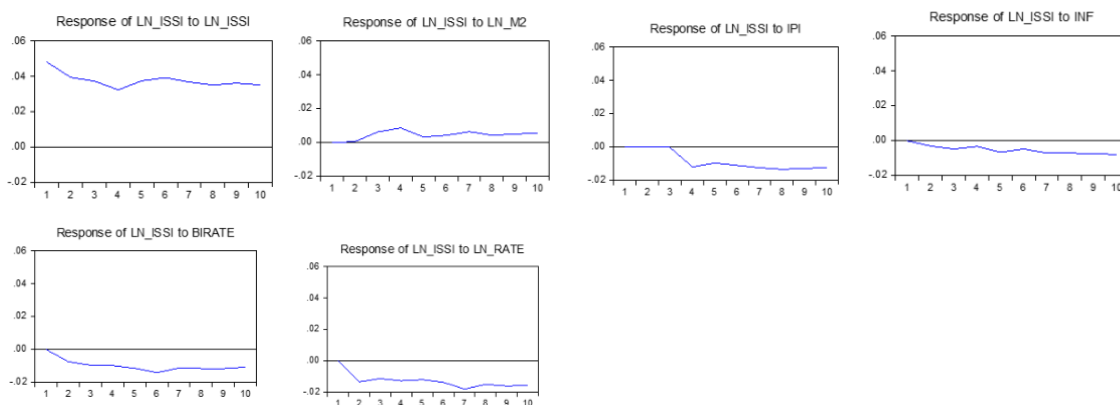 Response of LN_ISSI to LN_ISSI
.06
.04
.02
.00
-.02
1 2 3 4 5 6 7 8 9 10
Response of LN_ISSI to LN_M2
.06
.04
.02
.00
-.02
1 2 3 4 5 6 7 8 9 10
Response of LN_ISSI to IPI
.06
.04
.02
.00
-.02
1 2 3 4 5 6 7 8 9 10
Response of LN_ISSI to INF
.06
.04
.02
.00
-.02
1 2 3 4 5 6 7 8 9 10
Response of LN_ISSI to BIRATE
.06
.04
.02
.00
-.02
1 2 3 4 5 6 7 8 9 10
Response of LN_ISSI to LN_RATE
.06
.04
.02
.00
-.02
1 2 3 4 5 6 7 8 9 10